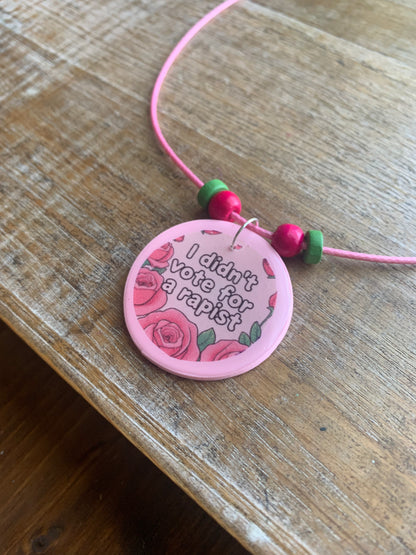 I didn't
vote for
a rapist